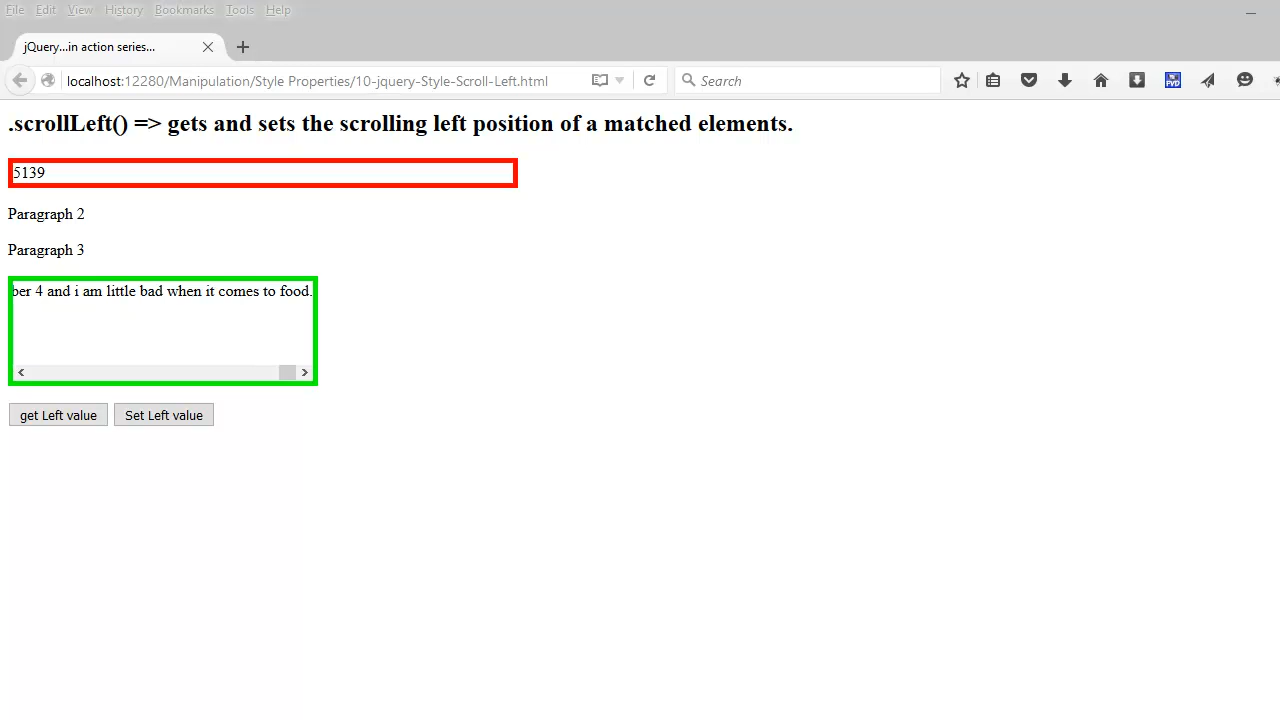 File Edit View History Bookmarks Tools Help
jQuery...in action series...
localhost:12280/Manipulation/Style Properties/10-jquery-Style-Scroll-Left.html
Search
.scrollLeft() => gets and sets the scrolling left position of a matched elements.
5139
Paragraph 2
Paragraph 3
ber 4 and i am little bad when it comes to food.
get Left value Set Left value